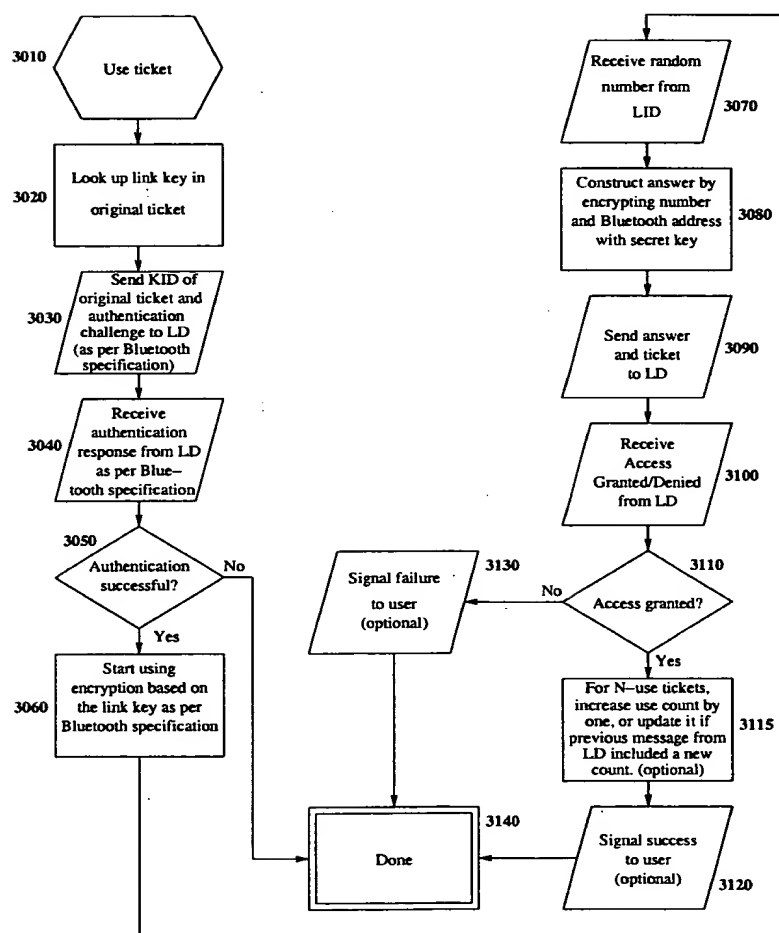 3010
Use ticket
3020
Look up link key in
original ticket
3030
Send KID of
original ticket and
authentication
challenge to LD
(as per Bluetooth
specification)
3040
Receive
authentication
response from LD
as per Blue–
tooth specification
3050
Authentication
successful?
No
Yes
3060
Start using
encryption based on
the link key as per
Bluetooth specification
Receive random
number from
LID
3070
Construct answer by
encrypting number
and Bluetooth address
with secret key
3080
Send answer
and ticket
to LD
3090
Receive
Access
Granted/Denied
from LD
3100
3110
Access granted?
No
Yes
3130
Signal failure
to user
(optional)
For N–use tickets,
increase use count by
one, or update it if
previous message from
LD included a new
count. (optional)
3115
Signal success
to user
(optional)
3120
3140
Done